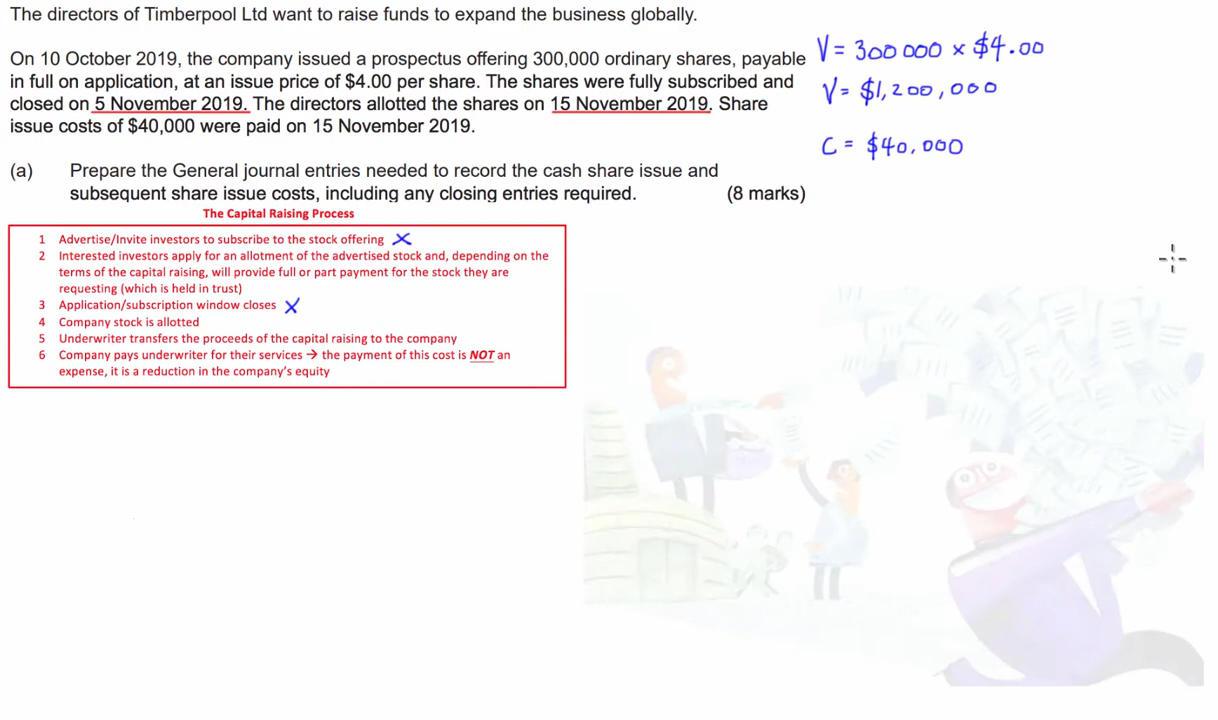 The directors of Timberpool Ltd want to raise funds to expand the business globally.
On 10 October 2019, the company issued a prospectus offering 300,000 ordinary shares, payable
in full on application, at an issue price of $4.00 per share. The shares were fully subscribed and
closed on 5 November 2019. The directors allotted the shares on 15 November 2019. Share
issue costs of $40,000 were paid on 15 November 2019.
V = 300 000 × $4.00
V = $1,200,000
C = $40,000
(a) Prepare the General journal entries needed to record the cash share issue and
subsequent share issue costs, including any closing entries required. (8 marks)
The Capital Raising Process
1 Advertise/Invite investors to subscribe to the stock offering X
2 Interested investors apply for an allotment of the advertised stock and, depending on the
terms of the capital raising, will provide full or part payment for the stock they are
requesting (which is held in trust)
3 Application/subscription window closes X
4 Company stock is allotted
5 Underwriter transfers the proceeds of the capital raising to the company
6 Company pays underwriter for their services → the payment of this cost is NOT an
expense, it is a reduction in the company's equity